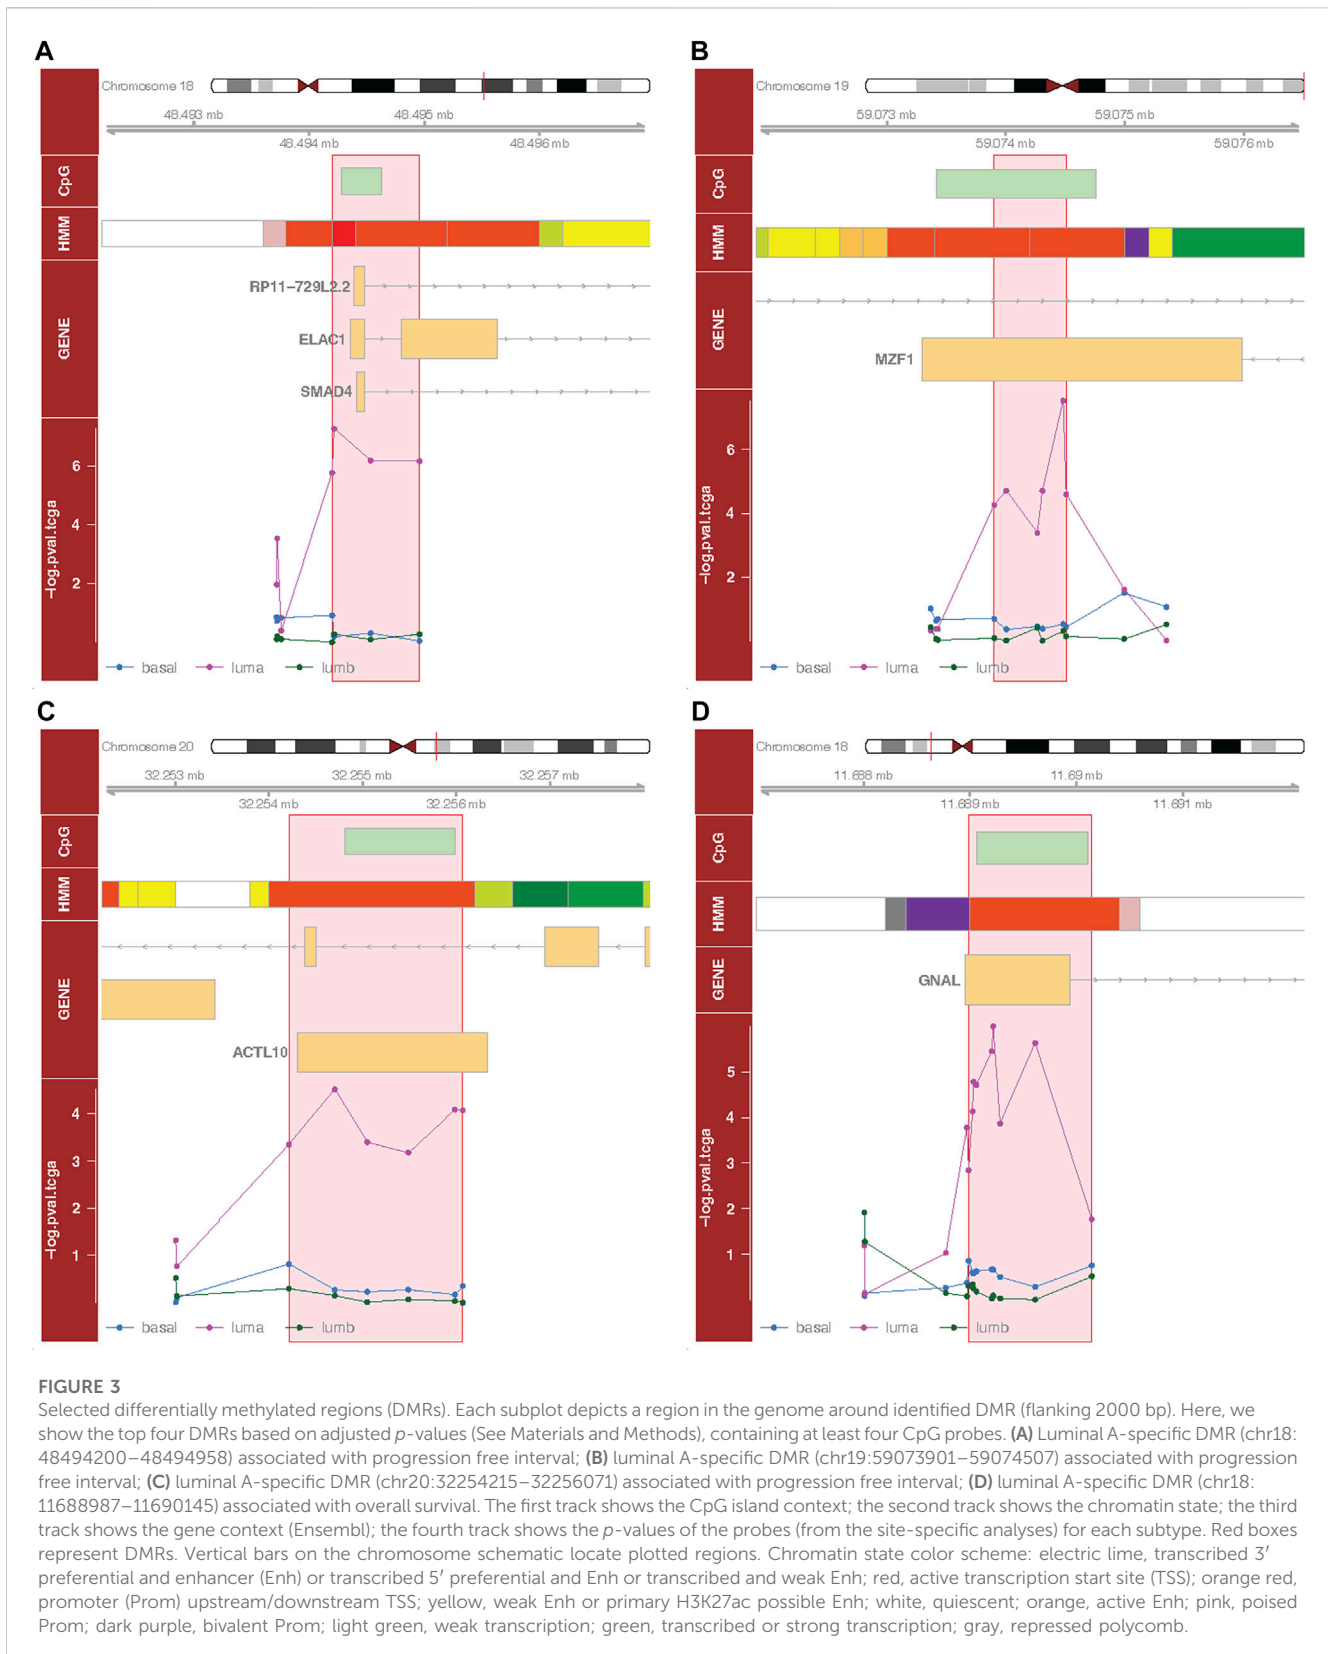 A
Chromosome 18
48.493 mb
48.495 mb
48.494 mb
48.496 mb
CpG
HMM
GENE
RP11-729L2.2
ELAC1
SMAD4
-log.pval.tcga
6
4
2
basal luma lumb
B
Chromosome 19
59.073 mb
59.075 mb
59.074 mb
59.076 mb
CpG
HMM
GENE
MZF1
-log.pval.tcga
6
4
2
basal luma lumb
C
Chromosome 20
32.253 mb
32.255 mb
32.257 mb
32.254 mb
32.256 mb
CpG
HMM
GENE
ACTL10
-log.pval.tcga
4
3
2
1
basal luma lumb
D
Chromosome 18
11.688 mb
11.69 mb
11.689 mb
11.691 mb
CpG
HMM
GENE
GNAL
-log.pval.tcga
5
4
3
2
1
basal luma lumb
FIGURE 3
Selected differentially methylated regions (DMRs). Each subplot depicts a region in the genome around identified DMR (flanking 2000 bp). Here, we
show the top four DMRs based on adjusted p-values (See Materials and Methods), containing at least four CpG probes. (A) Luminal A-specific DMR (chr18:
48494200–48494958) associated with progression free interval; (B) luminal A-specific DMR (chr19:59073901–59074507) associated with progression
free interval; (C) luminal A-specific DMR (chr20:32254215–32256071) associated with progression free interval; (D) luminal A-specific DMR (chr18:
11688987–11690145) associated with overall survival. The first track shows the CpG island context; the second track shows the chromatin state; the third
track shows the gene context (Ensembl); the fourth track shows the p-values of the probes (from the site-specific analyses) for each subtype. Red boxes
represent DMRs. Vertical bars on the chromosome schematic locate plotted regions. Chromatin state color scheme: electric lime, transcribed 3′
preferential and enhancer (Enh) or transcribed 5′ preferential and Enh or transcribed and weak Enh; red, active transcription start site (TSS); orange red,
promoter (Prom) upstream/downstream TSS; yellow, weak Enh or primary H3K27ac possible Enh; white, quiescent; orange, active Enh; pink, poised
Prom; dark purple, bivalent Prom; light green, weak transcription; green, transcribed or strong transcription; gray, repressed polycomb.